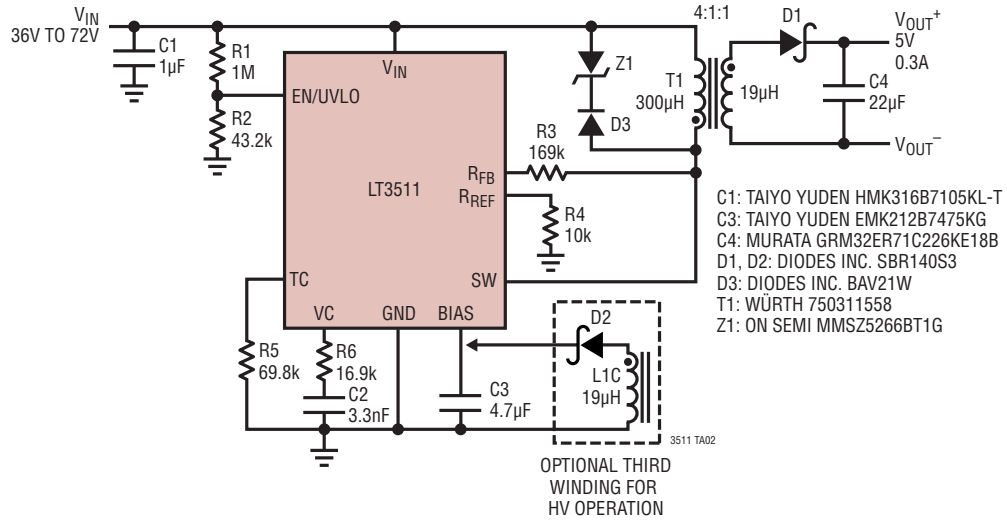 VIN
36V TO 72V
C1
1µF
R1
1M
R2
43.2k
VIN
EN/UVLO
LT3511
RFB
RREF
SW
TC
VC
GND
BIAS
Z1
D3
R3
169k
R4
10k
T1
300µH
4:1:1
19µH
D1
C4
22µF
VOUT+
5V
0.3A
VOUT–
C1: TAIYO YUDEN HMK316B7105KL-T
C3: TAIYO YUDEN EMK212B7475KG
C4: MURATA GRM32ER71C226KE18B
D1, D2: DIODES INC. SBR140S3
D3: DIODES INC. BAV21W
T1: WÜRTH 750311558
Z1: ON SEMI MMSZ5266BT1G
R5
69.8k
R6
16.9k
C2
3.3nF
C3
4.7µF
D2
L1C
19µH
3511 TA02
OPTIONAL THIRD
WINDING FOR
HV OPERATION